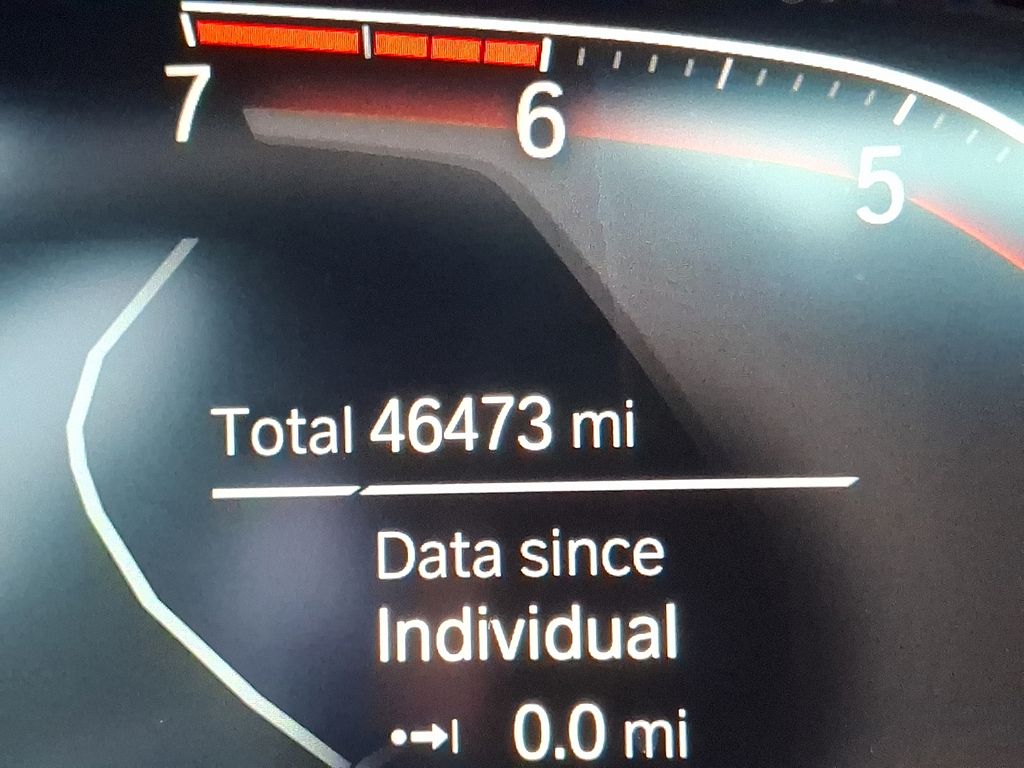 7 6 5
Total 46473 mi
Data since
Individual
0.0 mi